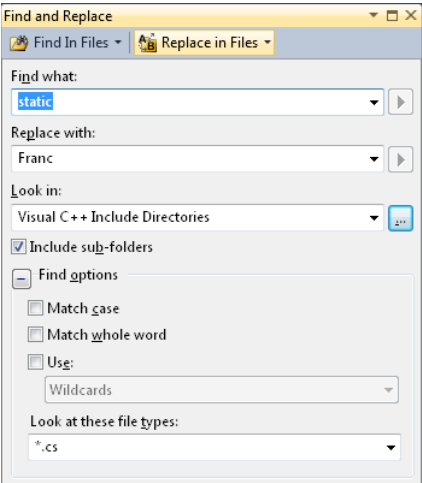 Find and Replace
Find In Files Replace in Files
Find what:
static
Replace with:
Franc
Look in:
Visual C++ Include Directories
...
Include sub-folders
Find options
Match case
Match whole word
Use:
Wildcards
Look at these file types:
*.cs